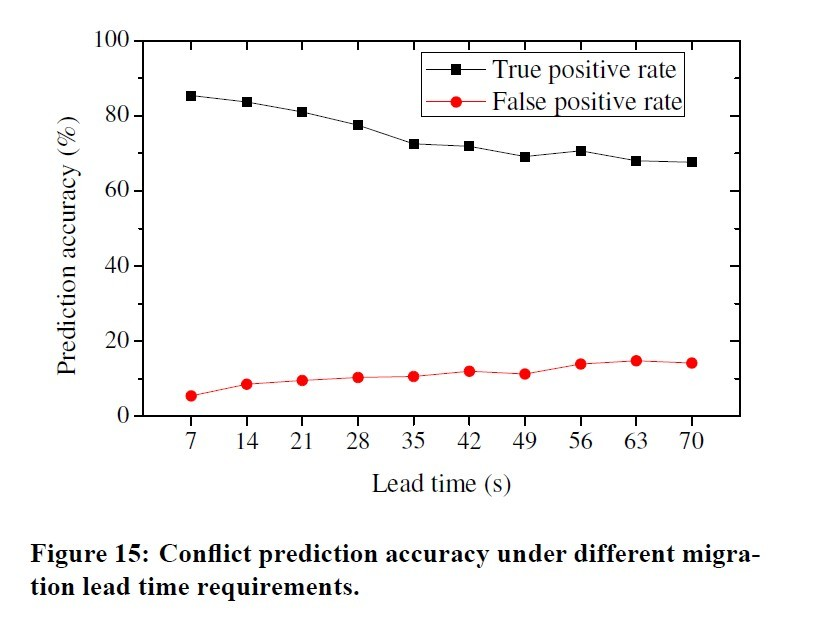 100
80
60
40
20
0
Prediction accuracy (%)
True positive rate
False positive rate
7 14 21 28 35 42 49 56 63 70
Lead time (s)
Figure 15: Conflict prediction accuracy under different migra-
tion lead time requirements.